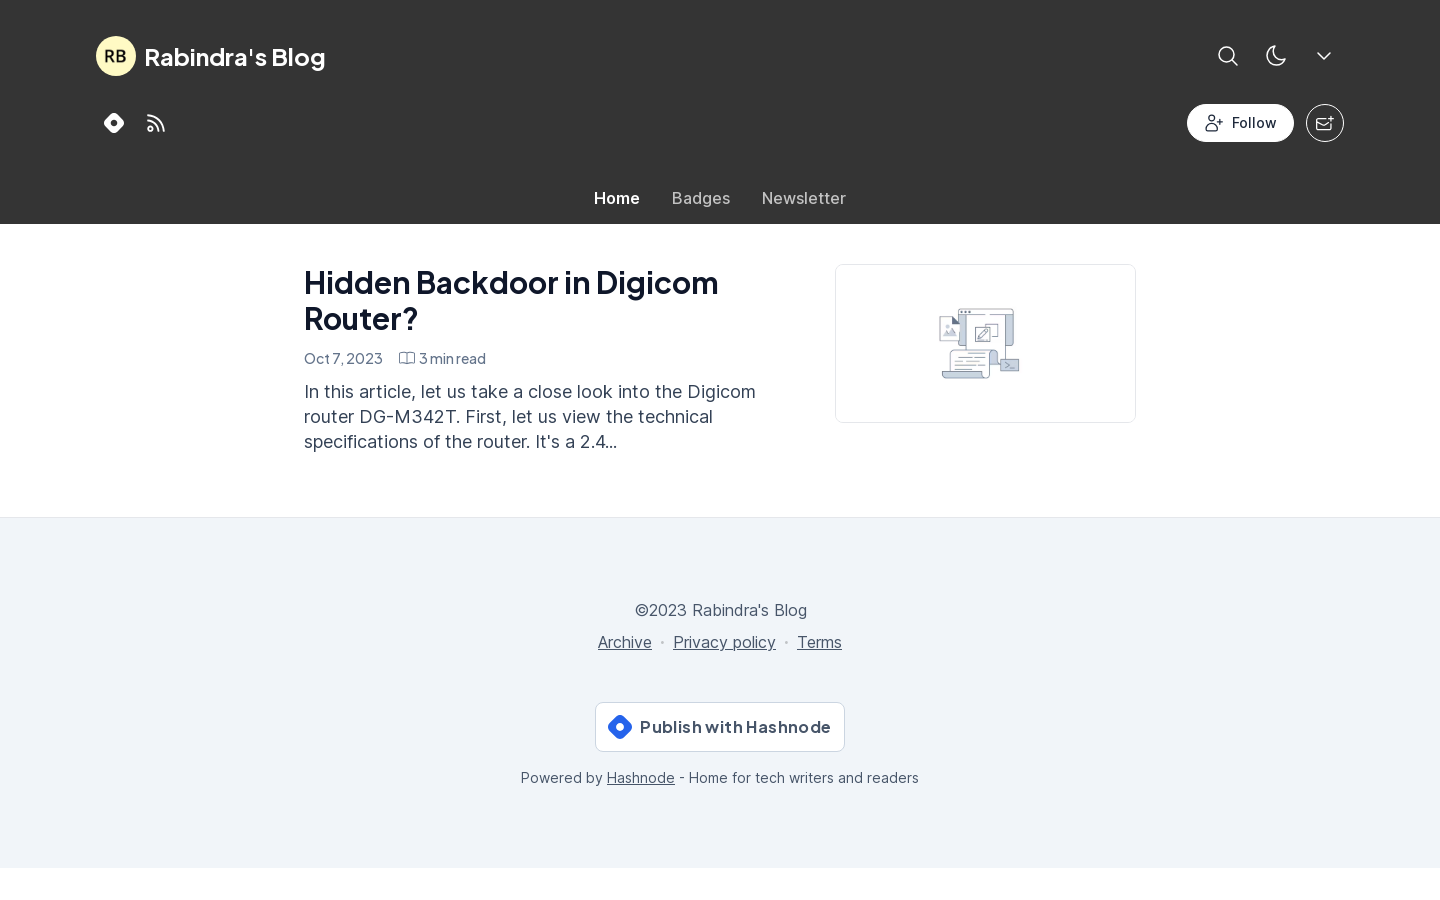 RB Rabindra's Blog
Follow
Home Badges Newsletter
Hidden Backdoor in Digicom
Router?
Oct 7, 2023 3 min read
In this article, let us take a close look into the Digicom
router DG-M342T. First, let us view the technical
specifications of the router. It's a 2.4...
©2023 Rabindra's Blog
Archive · Privacy policy · Terms
Publish with Hashnode
Powered by Hashnode - Home for tech writers and readers